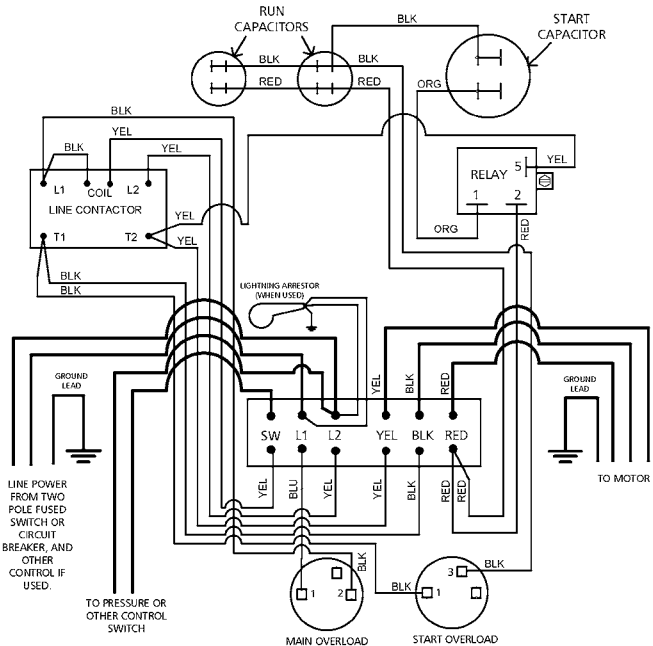 RUN
CAPACITORS
START
CAPACITOR
BLK
BLK
BLK
RED
RED
ORG
BLK
YEL
BLK
YEL
L1
COIL
L2
LINE CONTACTOR
T1
T2
YEL
YEL
RELAY
5
YEL
1
2
ORG
RED
BLK
BLK
LIGHTNING ARRESTOR
(WHEN USED)
GROUND
LEAD
YEL
BLK
RED
GROUND
LEAD
SW
L1
L2
YEL
BLK
RED
YEL
BLU
YEL
YEL
BLK
RED
RED
LINE POWER
FROM TWO
POLE FUSED
SWITCH OR
CIRCUIT
BREAKER, AND
OTHER
CONTROL IF
USED.
TO MOTOR
TO PRESSURE OR
OTHER CONTROL
SWITCH
BLK
1
2
MAIN OVERLOAD
BLK
3
BLK
1
START OVERLOAD